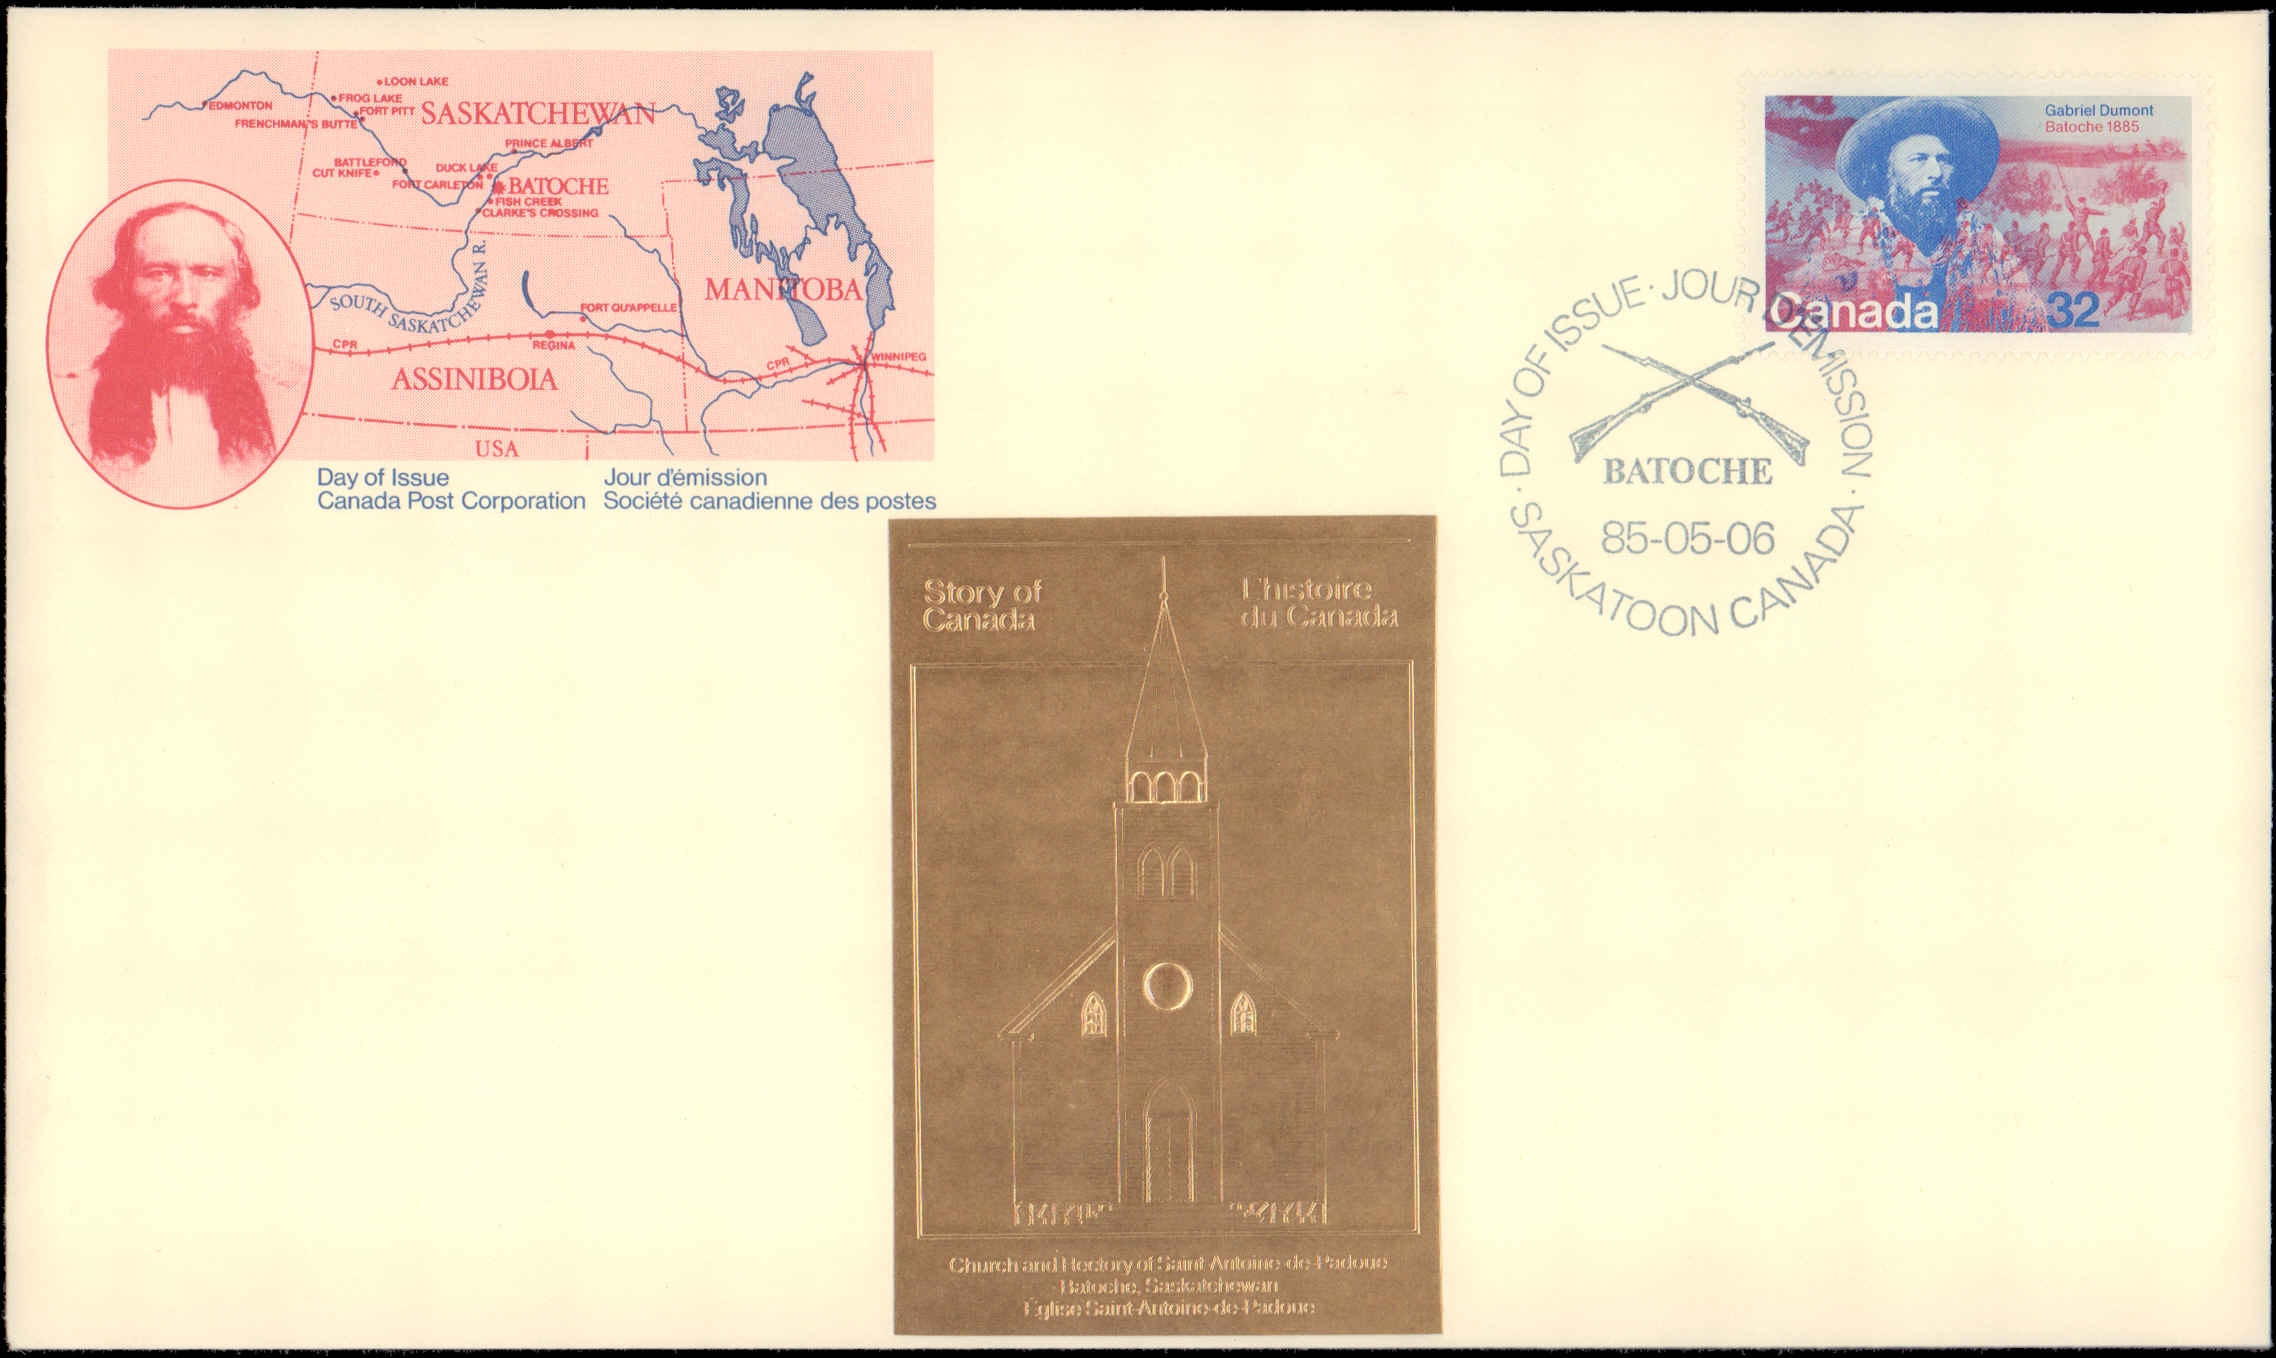 LOON LAKE
EDMONTON
FROG LAKE
FORT PITT
SASKATCHEWAN
FRENCHMAN'S BUTTE
PRINCE ALBERT
BATTLEFORD
CUT KNIFE
DUCK LAKE
FORT CARLETON
BATOCHE
FISH CREEK
CLARKE'S CROSSING
SOUTH SASKATCHEWAN R.
MANITOBA
FORT QU'APPELLE
CPR
REGINA
CPR
WINNIPEG
ASSINIBOIA
USA
Day of Issue
Canada Post Corporation
Jour d'émission
Société canadienne des postes
Gabriel Dumont
Batoche 1885
Canada
32
DAY OF ISSUE · JOUR D'ÉMISSION
BATOCHE
85-05-06
SASKATOON CANADA
Story of
Canada
L'histoire
du Canada
Church and Rectory of Saint-Antoine-de-Padoue
Batoche, Saskatchewan
Église Saint-Antoine-de-Padoue